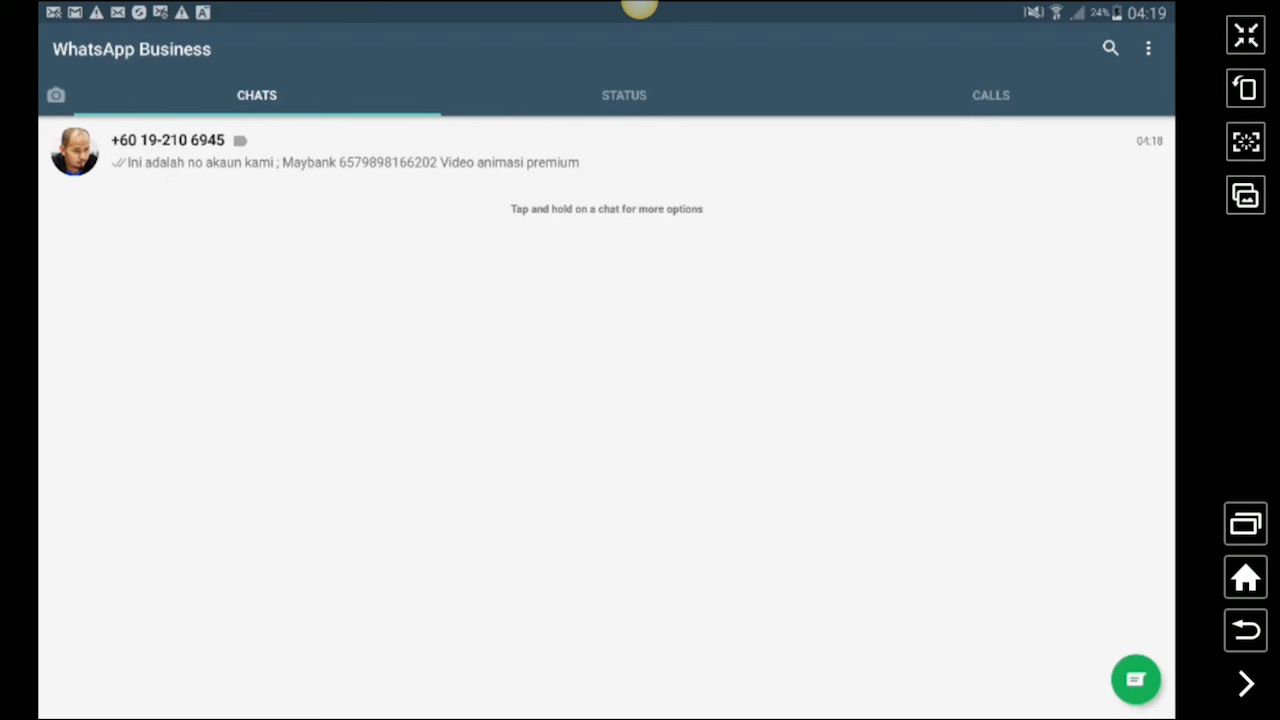 24% 04:19
WhatsApp Business
CHATS STATUS CALLS
+60 19-210 6945 04:18
Ini adalah no akaun kami ; Maybank 6579898166202 Video animasi premium
Tap and hold on a chat for more options